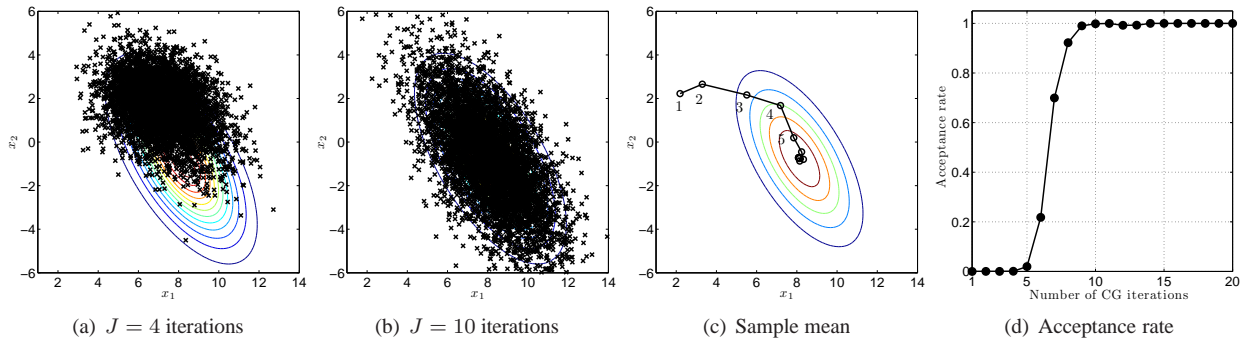 6
4
2
0
−2
−4
−6
x₂
2 4 6 8 10 12 14
x₁
(a) J = 4 iterations
6
4
2
0
−2
−4
−6
x₂
2 4 6 8 10 12 14
x₁
(b) J = 10 iterations
6
4
2
0
−2
−4
−6
x₂
1 2 3 4 5
2 4 6 8 10 12 14
x₁
(c) Sample mean
1
0.8
0.6
0.4
0.2
0
Acceptance rate
1 5 10 15 20
Number of CG iterations
(d) Acceptance rate